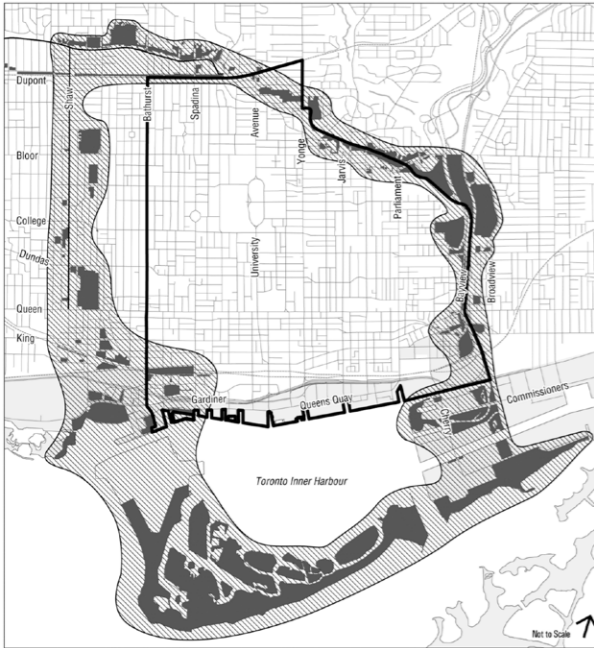 Dupont
Shaw
Bathurst
Spadina
Avenue
Yonge
Jarvis
Bloor
Parliament
College
Dundas
University
Bayview
Broadview
Queen
King
Gardiner
Queens Quay
Cherry
Commissioners
Toronto Inner Harbour
Not to Scale